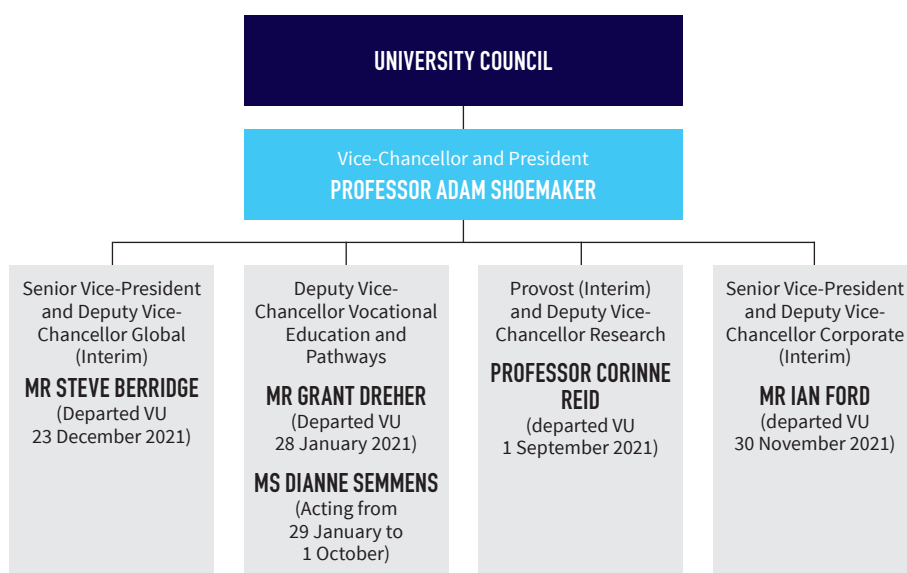 UNIVERSITY COUNCIL
Vice-Chancellor and President
PROFESSOR ADAM SHOEMAKER
Senior Vice-President
and Deputy Vice-
Chancellor Global
(Interim)
MR STEVE BERRIDGE
(Departed VU
23 December 2021)
Deputy Vice-
Chancellor Vocational
Education and
Pathways
MR GRANT DREHER
(Departed VU
28 January 2021)
MS DIANNE SEMMENS
(Acting from
29 January to
1 October)
Provost (Interim)
and Deputy Vice-
Chancellor Research
PROFESSOR CORINNE
REID
(departed VU
1 September 2021)
Senior Vice-President
and Deputy Vice-
Chancellor Corporate
(Interim)
MR IAN FORD
(departed VU
30 November 2021)